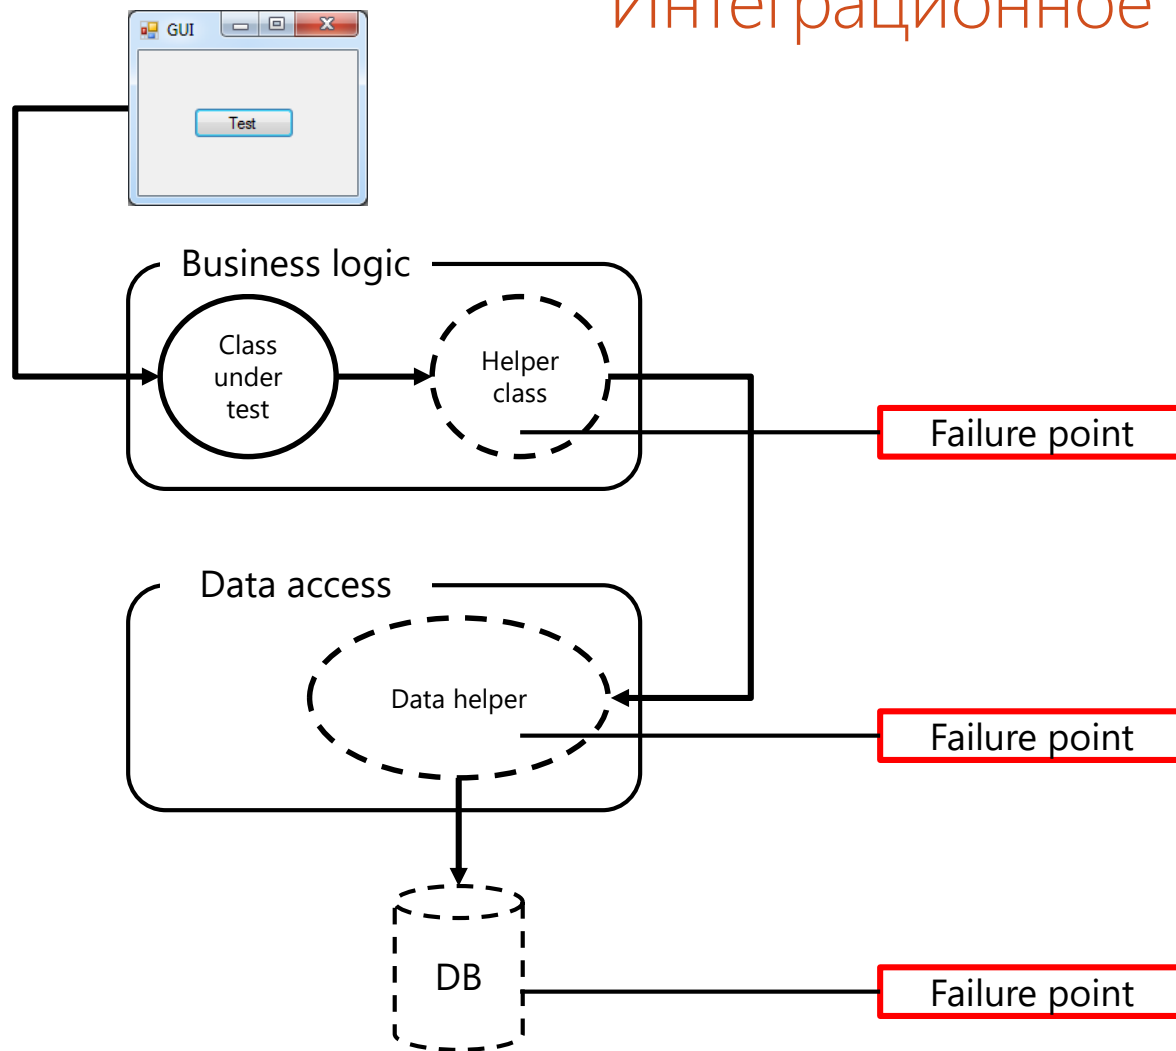 Интеграционное
GUI
Test
Business logic
Class
under
test
Helper
class
Failure point
Data access
Data helper
Failure point
DB
Failure point